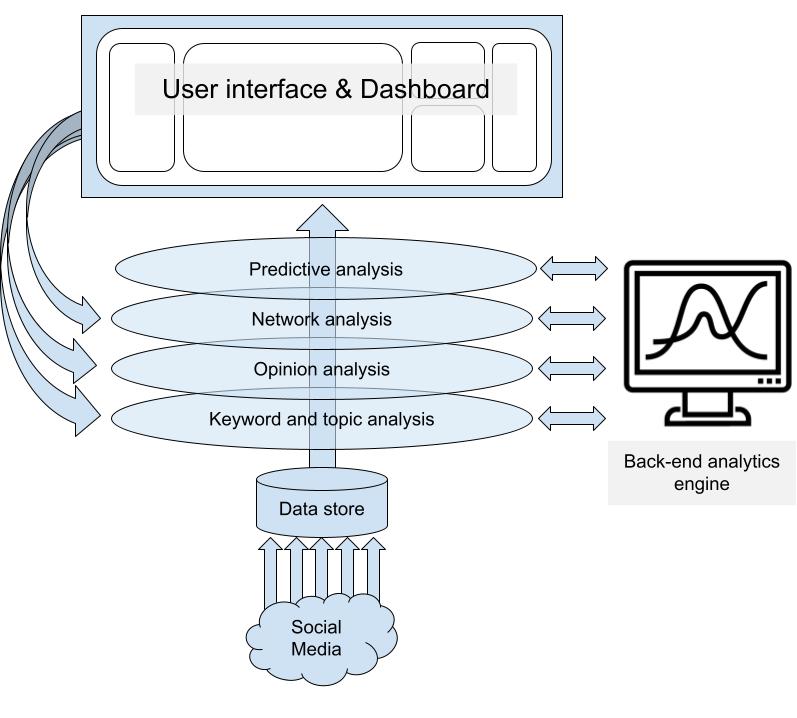 User interface & Dashboard
Predictive analysis
Network analysis
Opinion analysis
Keyword and topic analysis
Back-end analytics
engine
Data store
Social
Media